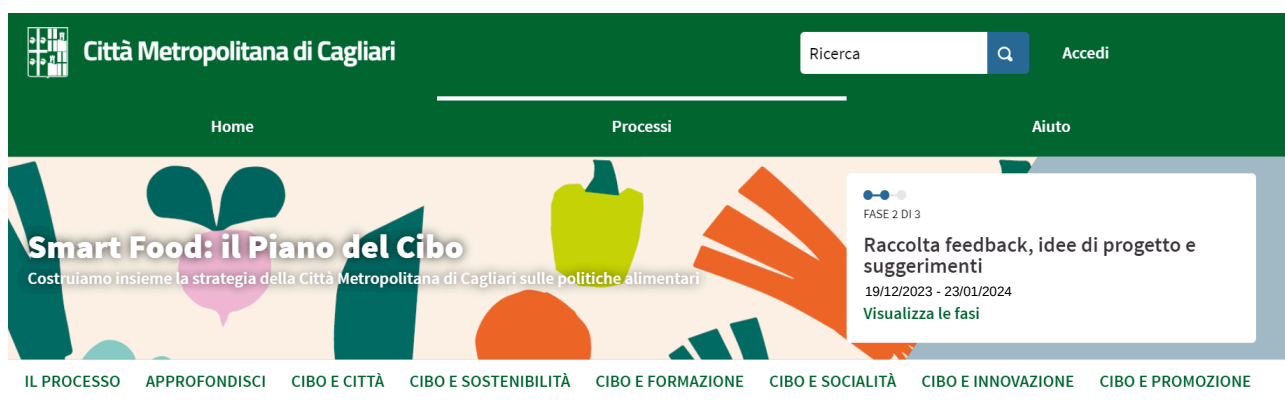 Città Metropolitana di Cagliari
Ricerca
Accedi
Home
Processi
Aiuto
Smart Food: il Piano del Cibo
Costruiamo insieme la strategia della Città Metropolitana di Cagliari sulle politiche alimentari
FASE 2 DI 3
Raccolta feedback, idee di progetto e
suggerimenti
19/12/2023 - 23/01/2024
Visualizza le fasi
IL PROCESSO
APPROFONDISCI
CIBO E CITTÀ
CIBO E SOSTENIBILITÀ
CIBO E FORMAZIONE
CIBO E SOCIALITÀ
CIBO E INNOVAZIONE
CIBO E PROMOZIONE